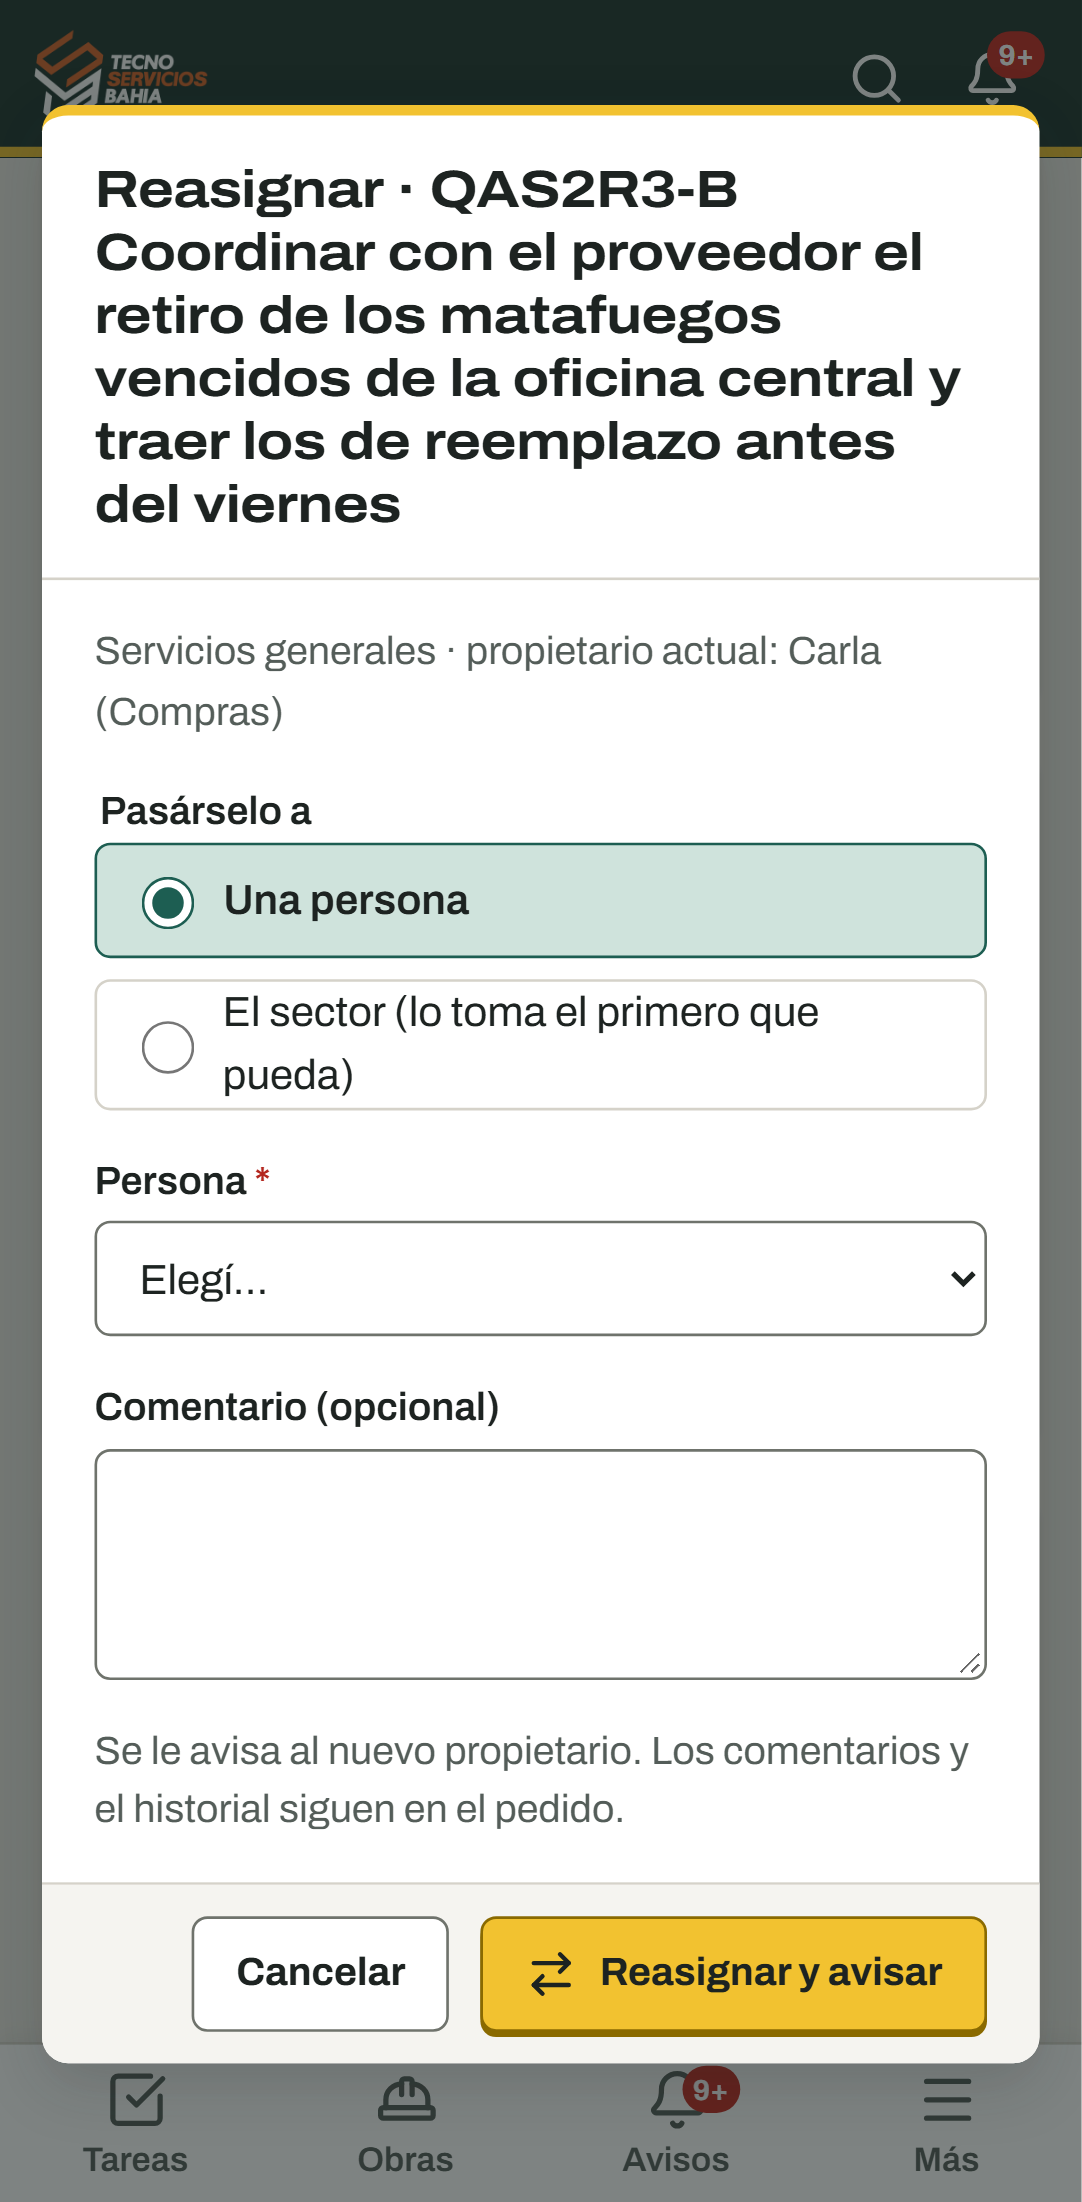 TECNO
SERVICIOS
BAHIA
9+
Reasignar · QAS2R3-B
Coordinar con el proveedor el
retiro de los matafuegos
vencidos de la oficina central y
traer los de reemplazo antes
del viernes
Servicios generales · propietario actual: Carla
(Compras)
Pasárselo a
Una persona
El sector (lo toma el primero que
pueda)
Persona *
Elegí...
Comentario (opcional)
Se le avisa al nuevo propietario. Los comentarios y
el historial siguen en el pedido.
Cancelar
Reasignar y avisar
9+
Tareas
Obras
Avisos
Más